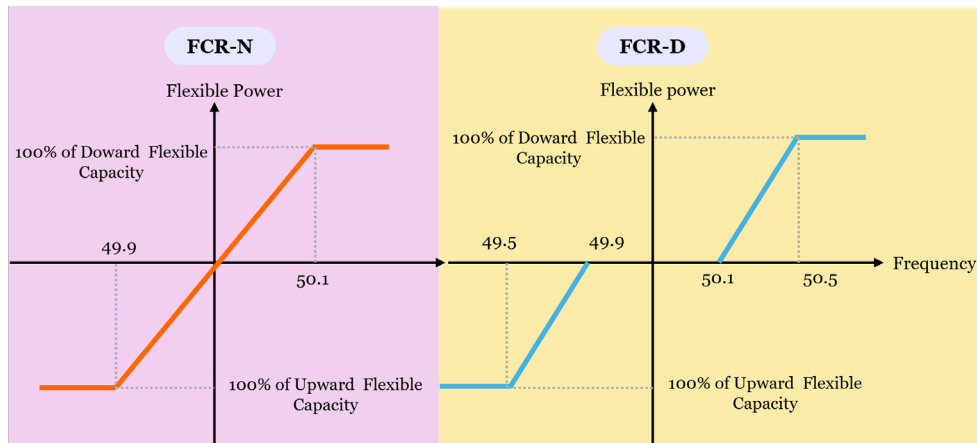 FCR-N
Flexible Power
100% of Doward Flexible
Capacity
49.9
50.1
100% of Upward Flexible
Capacity
FCR-D
Flexible power
100% of Doward Flexible
Capacity
49.5
49.9
50.1
50.5
Frequency
100% of Upward Flexible
Capacity